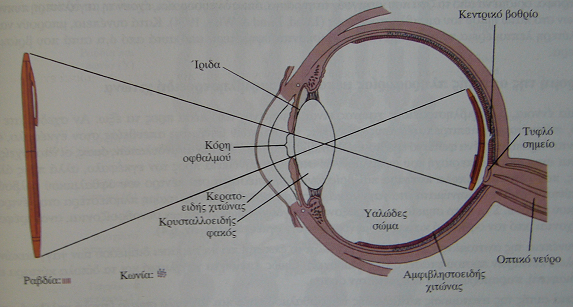 Κεντρικό βοθρίο
Ίριδα
Κόρη
οφθαλμού
Τυφλό
σημείο
Κερατο-
ειδής χιτώνας
Κρυσταλλοειδής
φακός
Υαλώδες
σώμα
Οπτικό νεύρο
Αμφιβληστοειδής
χιτώνας
Ραβδία:
Κωνία: